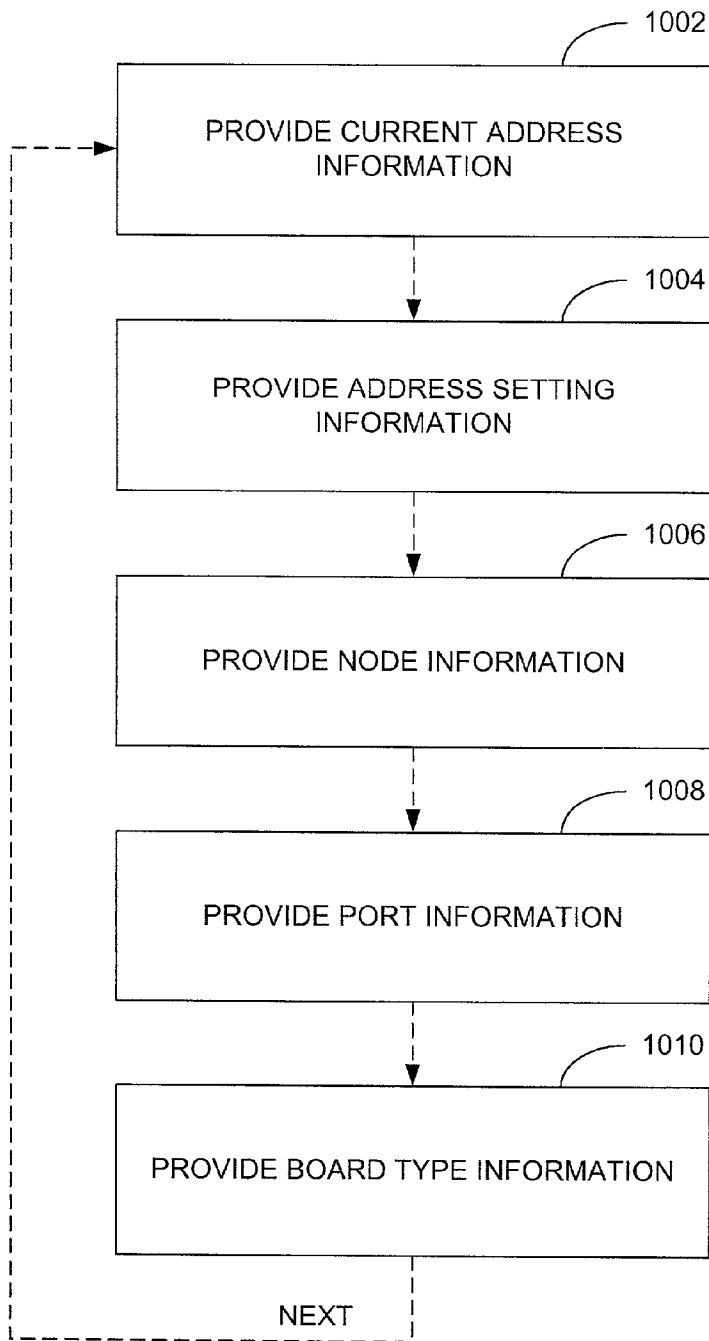 1002
PROVIDE CURRENT ADDRESS
INFORMATION
1004
PROVIDE ADDRESS SETTING
INFORMATION
1006
PROVIDE NODE INFORMATION
1008
PROVIDE PORT INFORMATION
1010
PROVIDE BOARD TYPE INFORMATION
NEXT